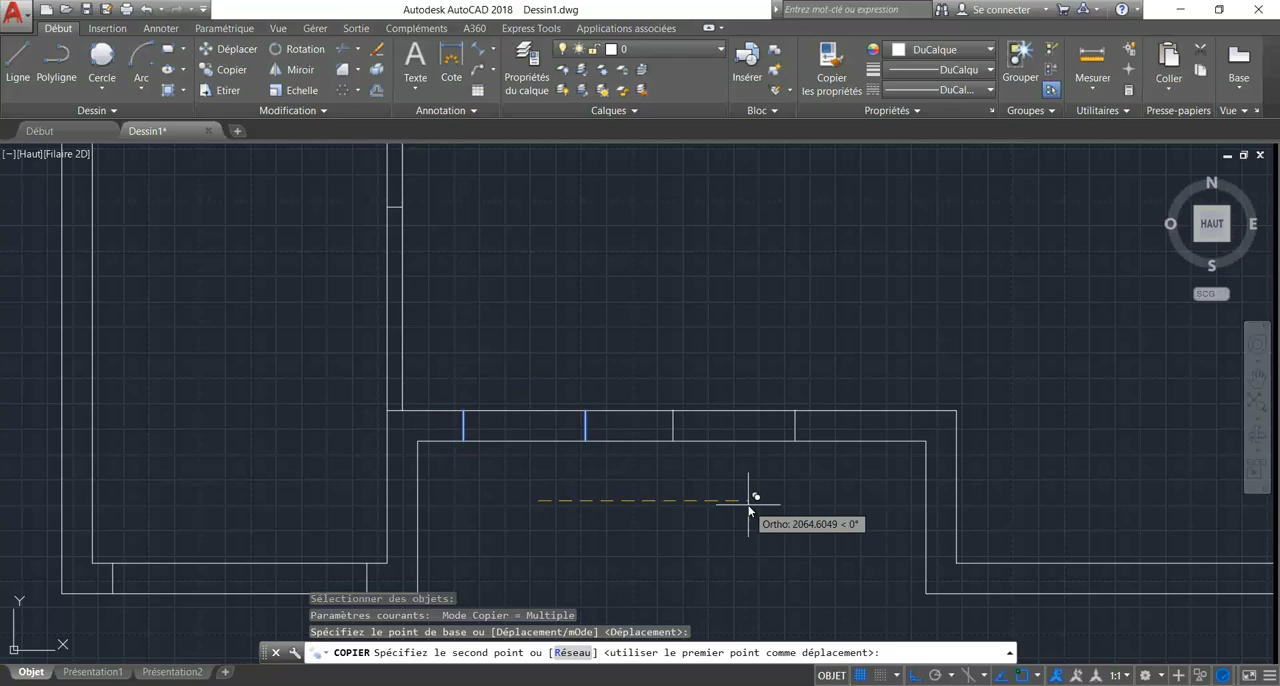 Autodesk AutoCAD 2018 Dessin1.dwg
Entrez mot-clé ou expression
Se connecter
Début Insertion Annoter Paramétrique Vue Gérer Sortie Compléments A360 Express Tools Applications associées
Ligne Polyligne Cercle Arc
Déplacer Rotation
Copier Miroir
Etirer Echelle
Texte Cote
Propriétés du calque
0
Insérer
Copier les propriétés
DuCalque
DuCalqu
DuCal...
Grouper Mesurer Coller Base
Dessin Modification Annotation Calques Bloc Propriétés Groupes Utilitaires Presse-papiers Vue
Début Dessin1*
[−][Haut][Filaire 2D]
N
O HAUT E
S
SCG
Ortho: 2064.6049 < 0°
Y
X
Sélectionner des objets:
Paramètres courants: Mode Copier = Multiple
Spécifiez le point de base ou [Déplacement/mOde] <Déplacement>:
COPIER Spécifiez le second point ou [Réseau] <utiliser le premier point comme déplacement>:
Objet Présentation1 Présentation2
OBJET 1:1